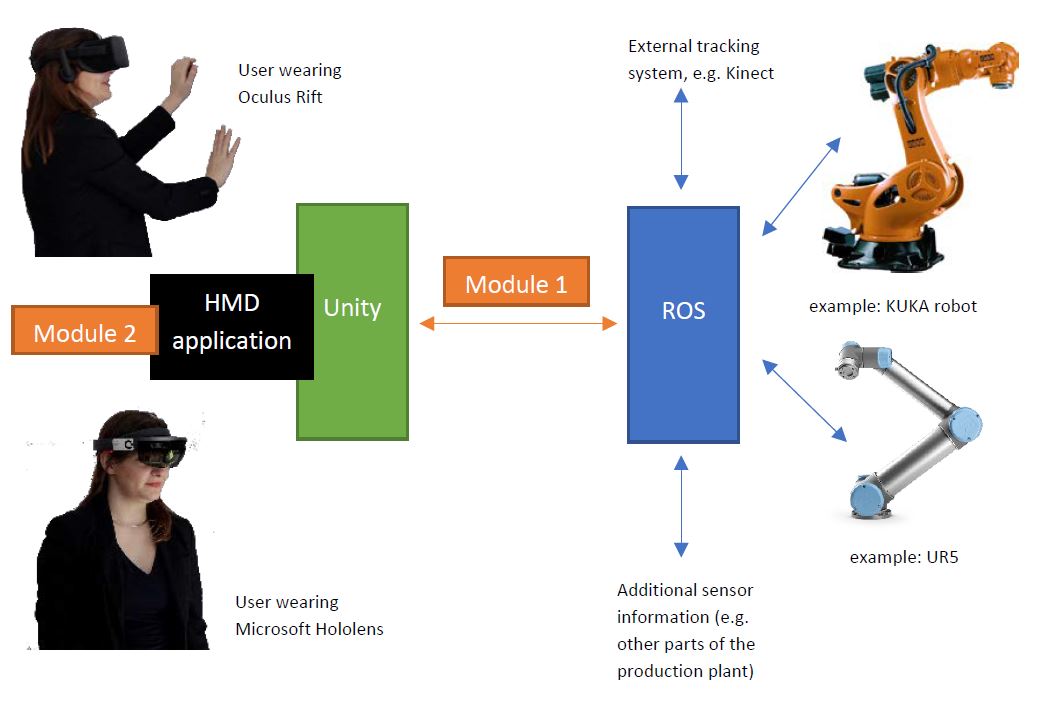 User wearing
Oculus Rift
External tracking
system, e.g. Kinect
Module 1
HMD
application
Unity
ROS
Module 2
example: KUKA robot
example: UR5
User wearing
Microsoft Hololens
Additional sensor
information (e.g.
other parts of the
production plant)